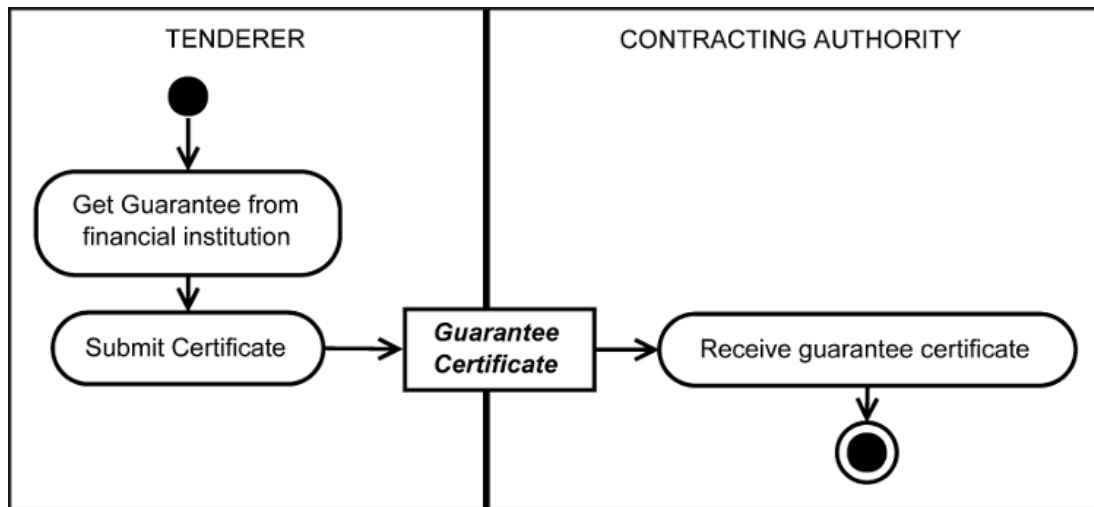 TENDERER
CONTRACTING AUTHORITY
Get Guarantee from
financial institution
Submit Certificate
Guarantee
Certificate
Receive guarantee certificate